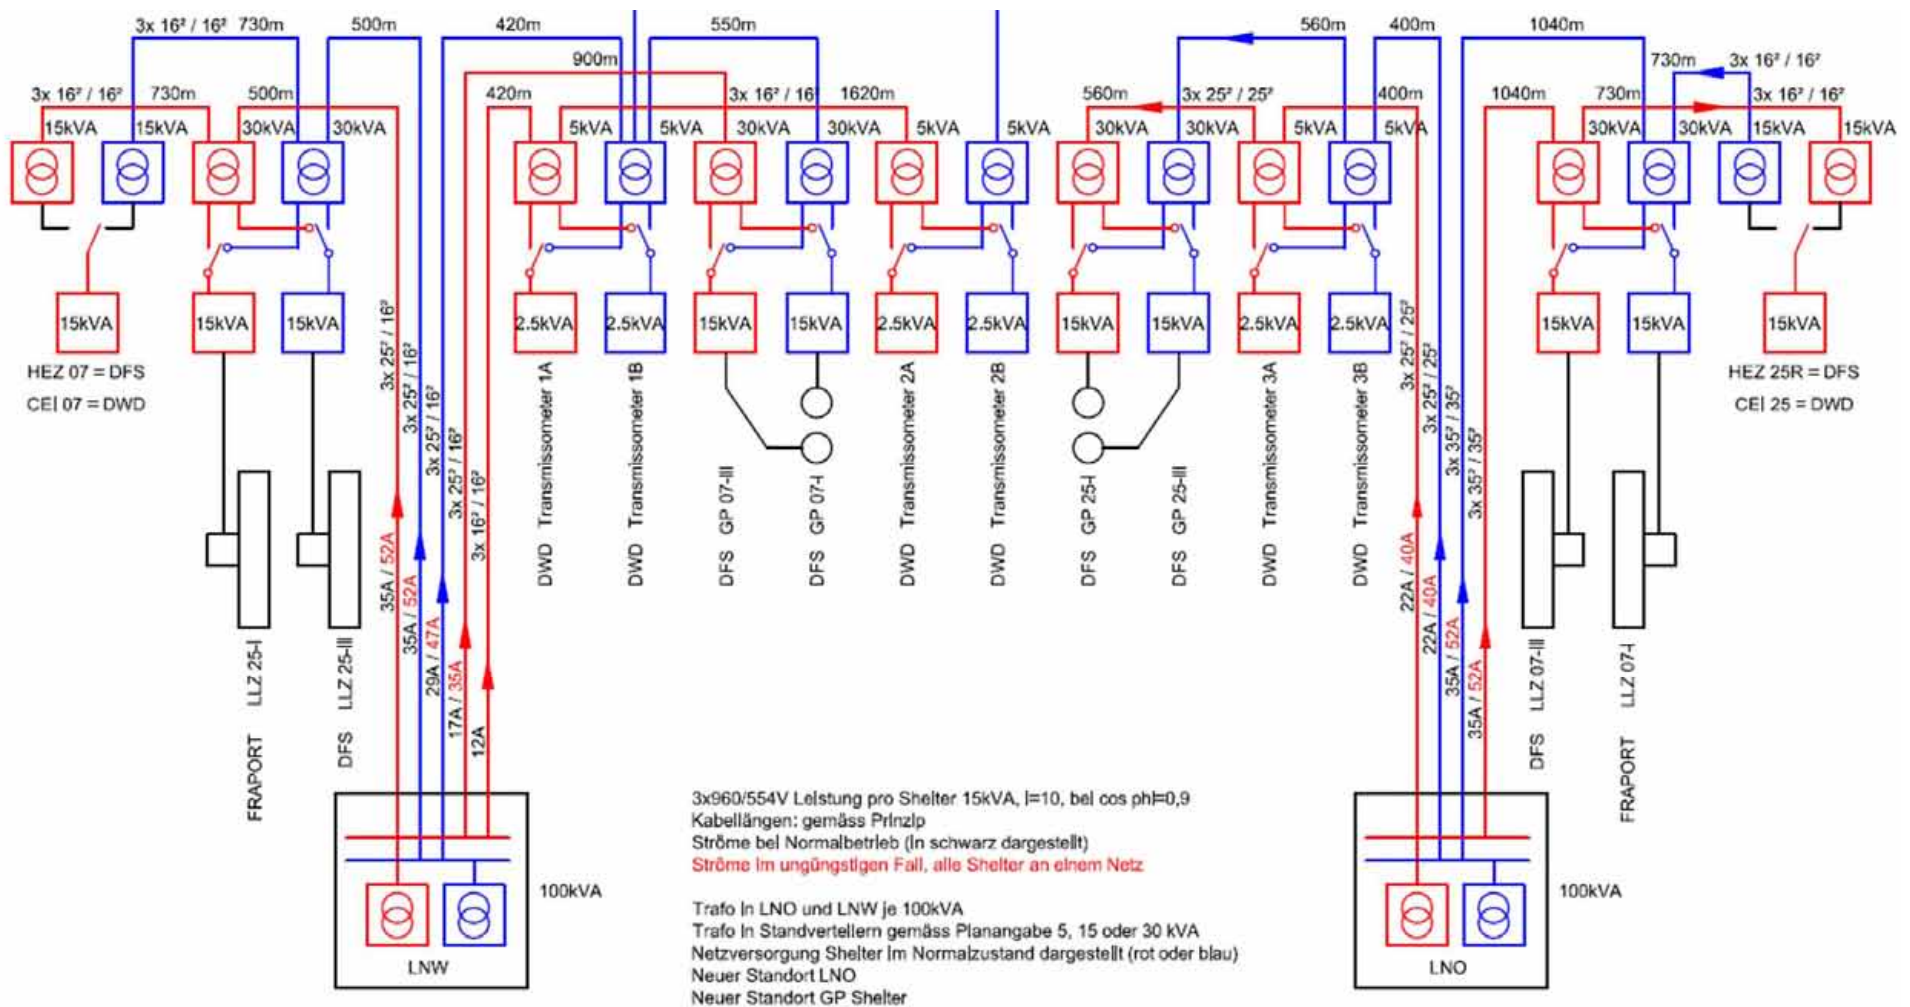 3x 16² / 16² 730m 500m 420m 550m 560m 400m 1040m
900m 730m 3x 16² / 16²
3x 16² / 16² 730m 500m 420m 3x 16² / 16² 1620m 560m 3x 25² / 25² 400m 1040m 730m 3x 16² / 16²
15kVA 15kVA 30kVA 30kVA 5kVA 5kVA 30kVA 30kVA 5kVA 5kVA 30kVA 30kVA 5kVA 5kVA 30kVA 30kVA 15kVA 15kVA
15kVA 15kVA 15kVA 2.5kVA 2.5kVA 15kVA 15kVA 2.5kVA 2.5kVA 15kVA 15kVA 2.5kVA 2.5kVA 15kVA 15kVA 15kVA
HEZ 07 = DFS
CEI 07 = DWD
HEZ 25R = DFS
CEI 25 = DWD
3x 25² / 16²
3x 25² / 16²
3x 25² / 16²
3x 25² / 16²
3x 16² / 16²
35A / 52A
35A / 52A
29A / 47A
17A / 35A
12A
DWD Transmissometer 1A
DWD Transmissometer 1B
DFS GP 07-III
DFS GP 07-I
DWD Transmissometer 2A
DWD Transmissometer 2B
DFS GP 25-I
DFS GP 25-III
DWD Transmissometer 3A
DWD Transmissometer 3B
3x 25² / 25²
3x 25² / 25²
3x 35² / 35²
3x 35² / 35²
22A / 40A
22A / 40A
35A / 52A
35A / 52A
FRAPORT LLZ 25-I
DFS LLZ 25-III
DFS LLZ 07-III
FRAPORT LLZ 07-I
100kVA
LNW
100kVA
LNO
3x960/554V Leistung pro Shelter 15kVA, I=10, bei cos phi=0,9
Kabellängen: gemäss Prinzip
Ströme bei Normalbetrieb (in schwarz dargestellt)
Ströme im ungüngstigen Fall, alle Shelter an einem Netz
Trafo in LNO und LNW je 100kVA
Trafo in Standverteilern gemäss Planangabe 5, 15 oder 30 kVA
Netzversorgung Shelter im Normalzustand dargestellt (rot oder blau)
Neuer Standort LNO
Neuer Standort GP Shelter